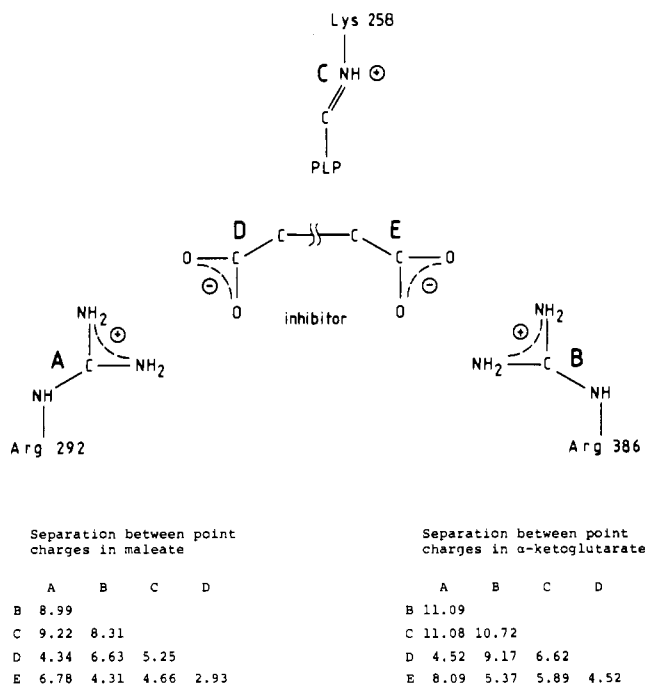 Lys 258
C NH ⊕
C
PLP
D C C E
O C C O
⊖ ⊖
O O
inhibitor
NH2 NH2
⊕ ⊕
A B
C NH2 NH2 C
NH NH
Arg 292 Arg 386
Separation between point
charges in maleate
A B C D
B 8.99
C 9.22 8.31
D 4.34 6.63 5.25
E 6.78 4.31 4.66 2.93
Separation between point
charges in α-ketoglutarate
A B C D
B 11.09
C 11.08 10.72
D 4.52 9.17 6.62
E 8.09 5.37 5.89 4.52